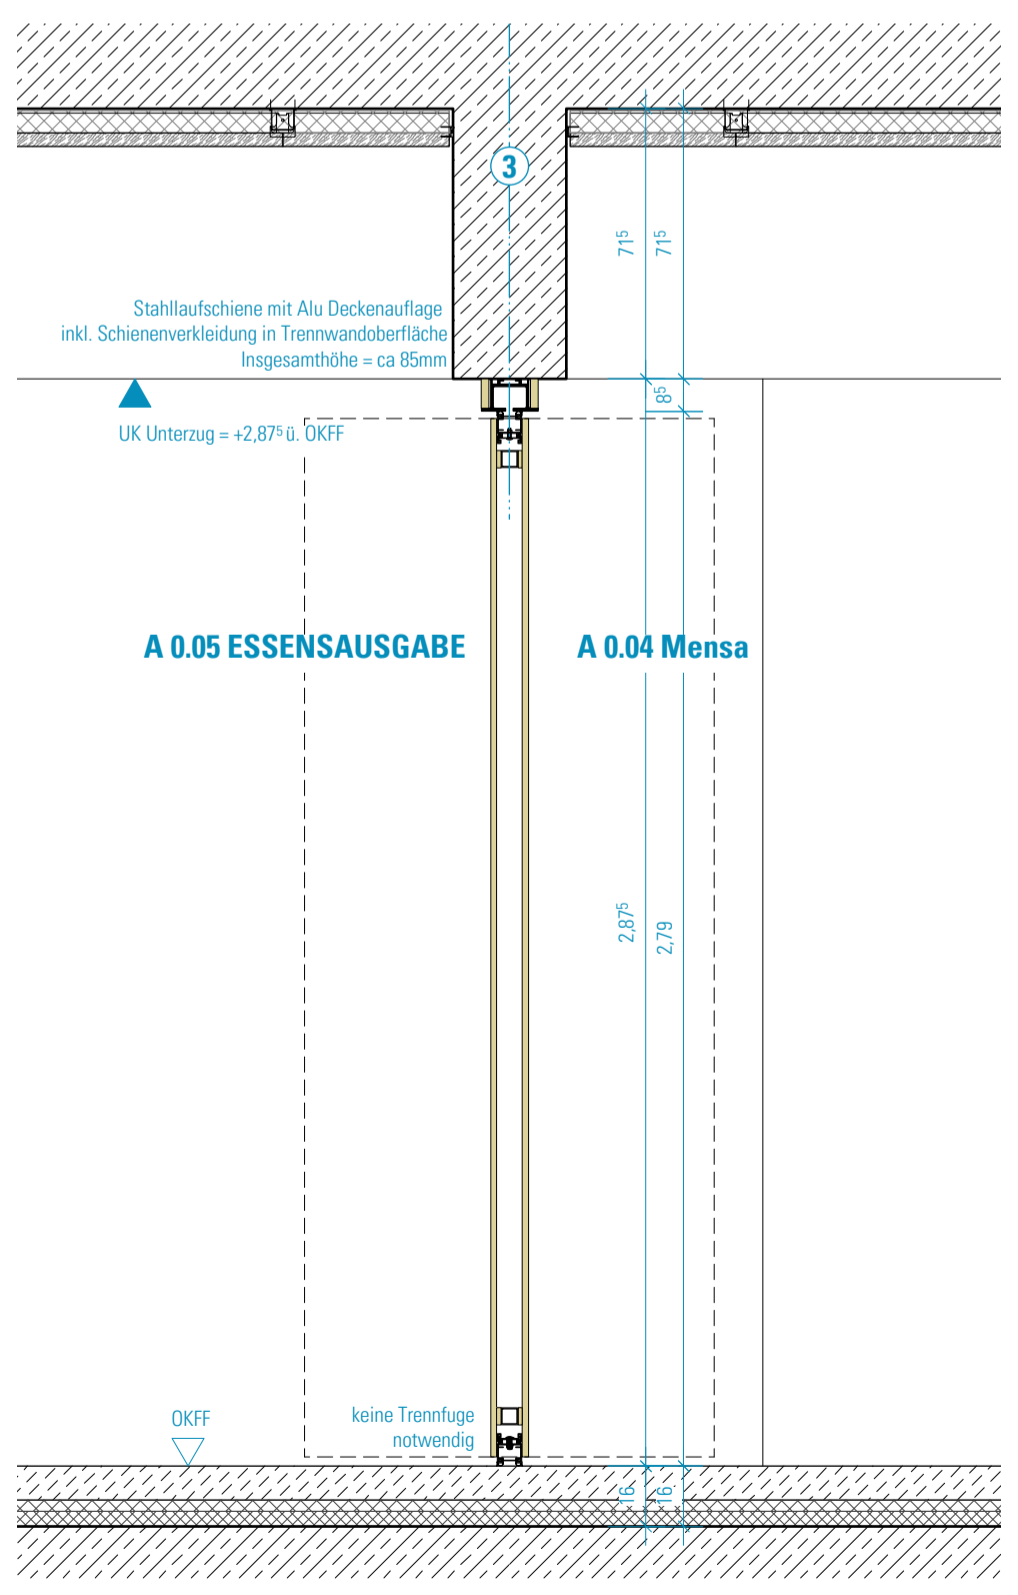 3
71⁵
71⁵
Stahllaufschiene mit Alu Deckenauflage
inkl. Schienenverkleidung in Trennwandoberfläche
Insgesamthöhe = ca 85mm
8⁵
UK Unterzug = +2,87⁵ ü. OKFF
A 0.05 ESSENSAUSGABE
A 0.04 Mensa
2,87⁵
2,79
OKFF
keine Trennfuge
notwendig
16
16